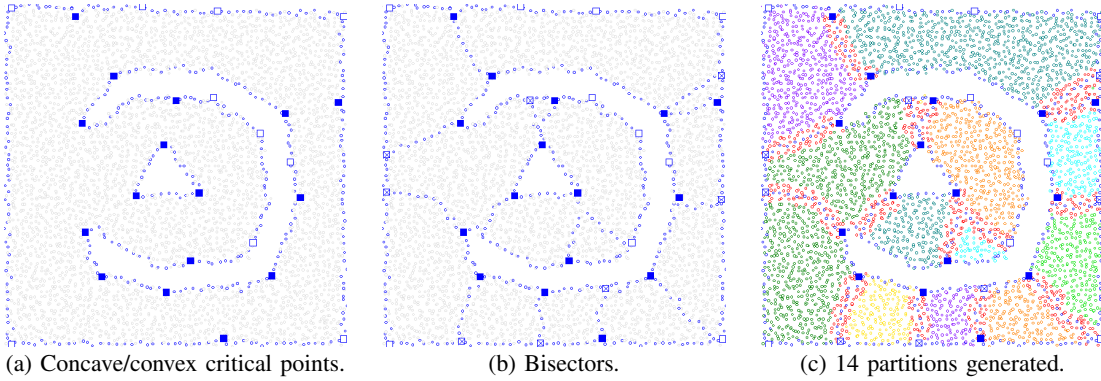 (a) Concave/convex critical points.
(b) Bisectors.
(c) 14 partitions generated.